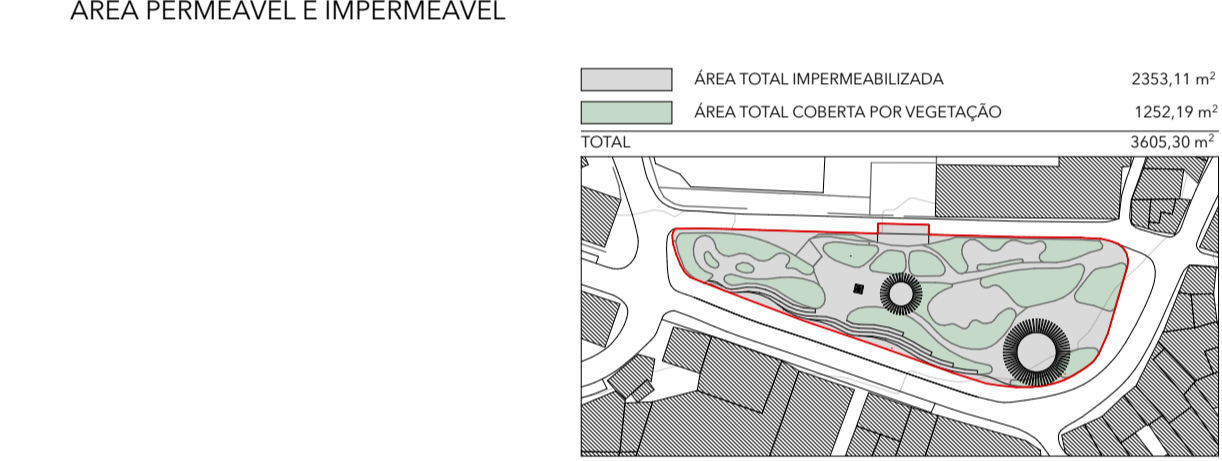 ÁREA PERMEÁVEL E IMPERMEÁVEL
ÁREA TOTAL IMPERMEABILIZADA 2353,11 m²
ÁREA TOTAL COBERTA POR VEGETAÇÃO 1252,19 m²
TOTAL 3605,30 m²